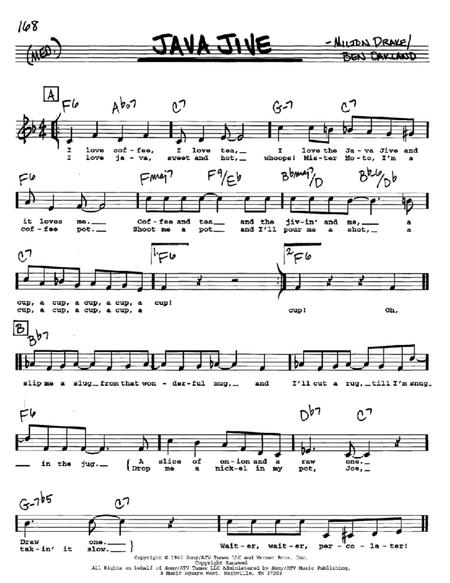 168
(MED.)
JAVA JIVE
- MILTON DRAKE/
BEN OAKLAND
A
F6 Ab07 C7 G-7 C7
I love cof-fee, I love tea, I love the Ja-va Jive and
I love ja-va, sweet and hot, whoops! Mis-ter Mo-to, I'm a
F6 Fmaj7 F9/Eb Bbmaj7/D Bb6/Db
it loves me. Cof-fee and tea and the jiv-in' and me, a
cof-fee pot. Shoot me a pot and I'll pour me a shot, a
C7 1. F6 2. F6
cup, a cup, a cup, a cup, a cup!
cup, a cup, a cup, a cup, a cup! Oh,
B
Bb7
slip me a slug from that won-der-ful mug, and I'll cut a rug, till I'm snug
F6 Db7 C7
in the jug. A slice of on-ion and a raw one.
Drop me a nick-el in my pot, Joe,
G-7b5 C7
Draw one. Wait-er, wait-er, per-co-la-ter!
tak-in' it slow.
Copyright © 1940 Sony/ATV Tunes LLC and Warner Bros. Inc.
Copyright Renewed
All Rights on behalf of Sony/ATV Tunes LLC Administered by Sony/ATV Music Publishing,
8 Music Square West, Nashville, TN 37203